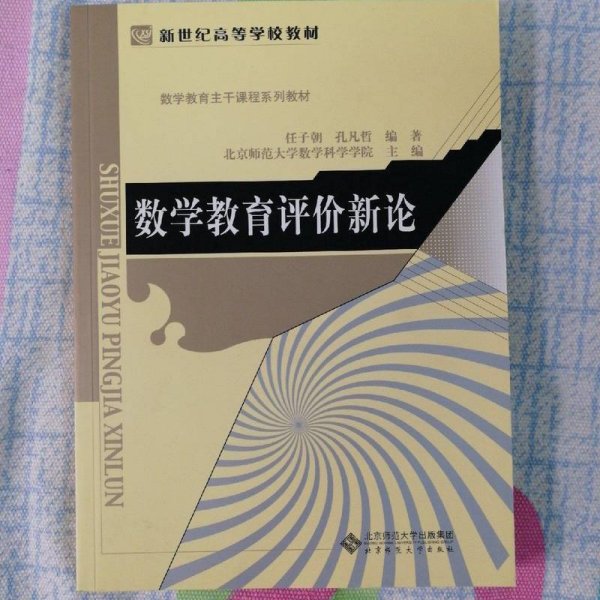 新世纪高等学校教材
数学教育主干课程系列教材
任子朝 孔凡哲 编 著
北京师范大学数学科学学院 主 编
数学教育评价新论
SHUXUE JIAOYU PINGJIA XINLUN
北京师范大学出版集团
北京师范大学出版社